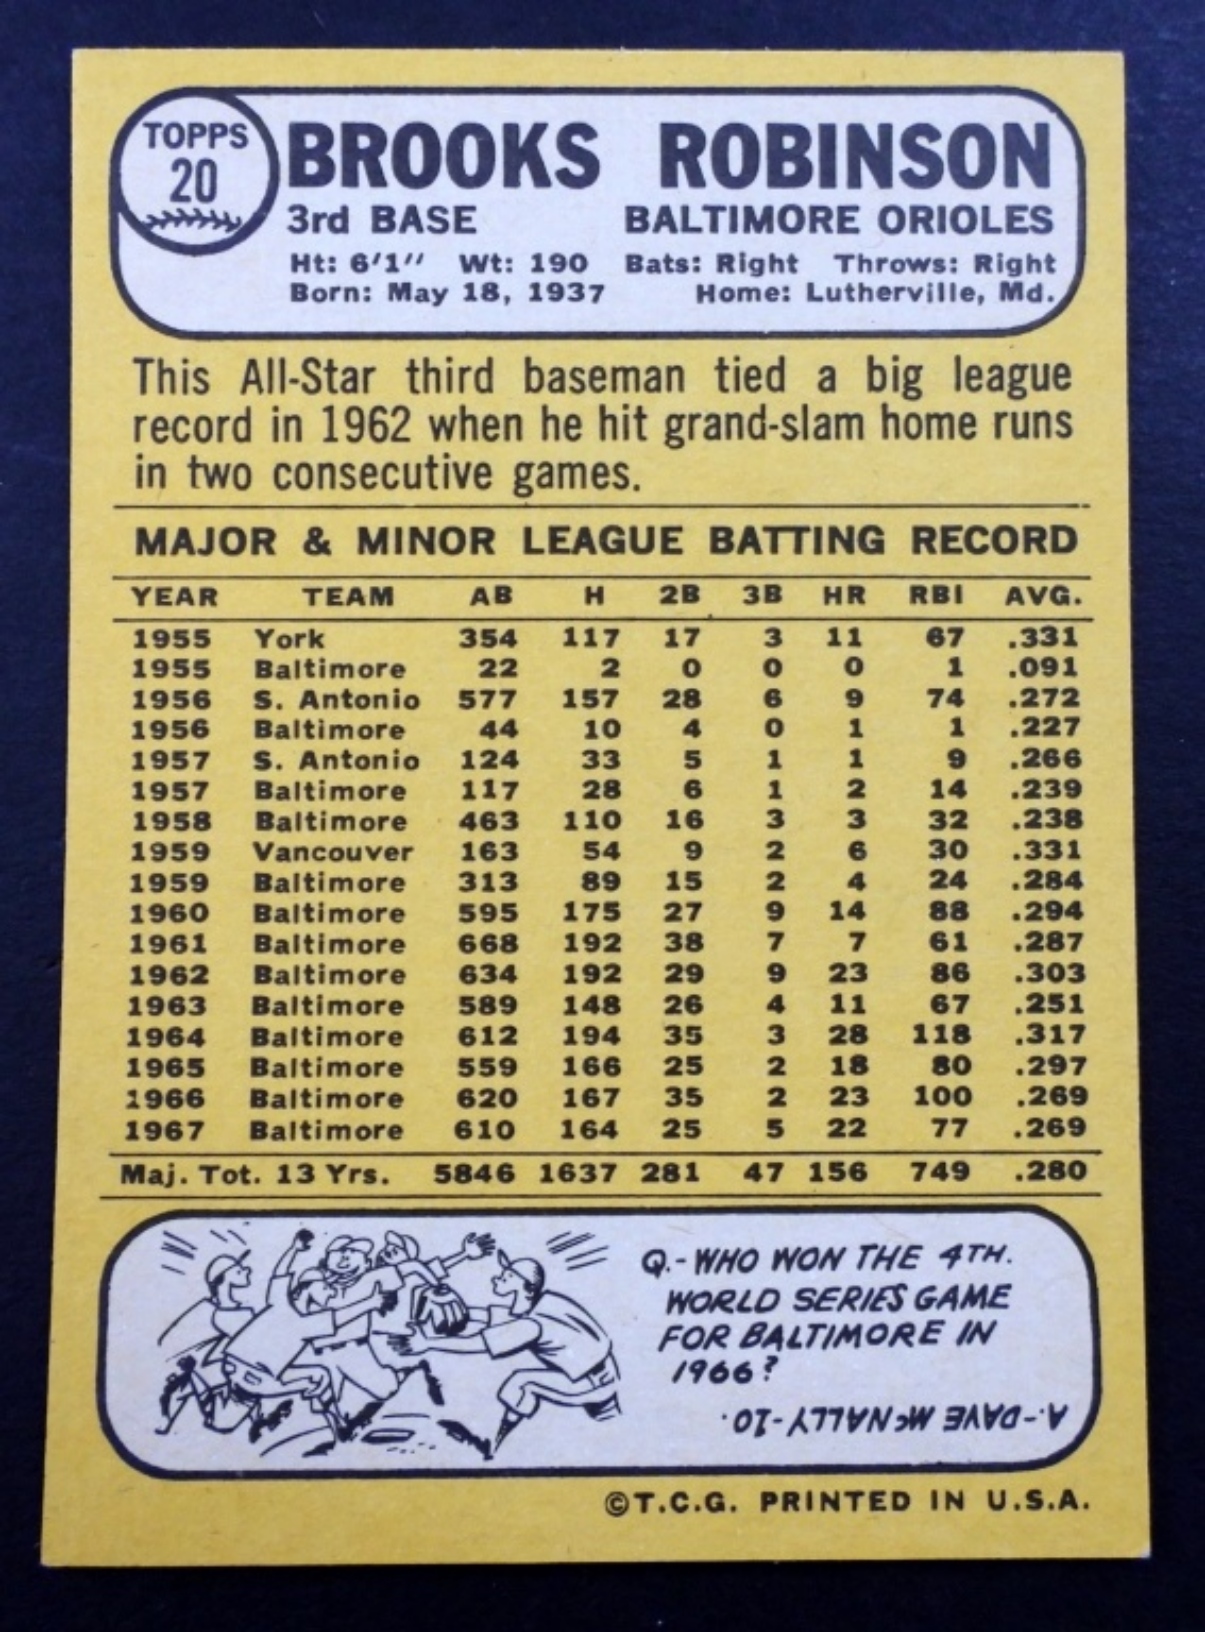 TOPPS
20
BROOKS ROBINSON
3rd BASE BALTIMORE ORIOLES
Ht: 6'1" Wt: 190 Bats: Right Throws: Right
Born: May 18, 1937 Home: Lutherville, Md.
This All-Star third baseman tied a big league
record in 1962 when he hit grand-slam home runs
in two consecutive games.
MAJOR & MINOR LEAGUE BATTING RECORD
YEAR TEAM AB H 2B 3B HR RBI AVG.
1955 York 354 117 17 3 11 67 .331
1955 Baltimore 22 2 0 0 0 1 .091
1956 S. Antonio 577 157 28 6 9 74 .272
1956 Baltimore 44 10 4 0 1 1 .227
1957 S. Antonio 124 33 5 1 1 9 .266
1957 Baltimore 117 28 6 1 2 14 .239
1958 Baltimore 463 110 16 3 3 32 .238
1959 Vancouver 163 54 9 2 6 30 .331
1959 Baltimore 313 89 15 2 4 24 .284
1960 Baltimore 595 175 27 9 14 88 .294
1961 Baltimore 668 192 38 7 7 61 .287
1962 Baltimore 634 192 29 9 23 86 .303
1963 Baltimore 589 148 26 4 11 67 .251
1964 Baltimore 612 194 35 3 28 118 .317
1965 Baltimore 559 166 25 2 18 80 .297
1966 Baltimore 620 167 35 2 23 100 .269
1967 Baltimore 610 164 25 5 22 77 .269
Maj. Tot. 13 Yrs. 5846 1637 281 47 156 749 .280
Q.-WHO WON THE 4TH.
WORLD SERIES GAME
FOR BALTIMORE IN
1966?
A.-DAVE McNALLY-10.
©T.C.G. PRINTED IN U.S.A.